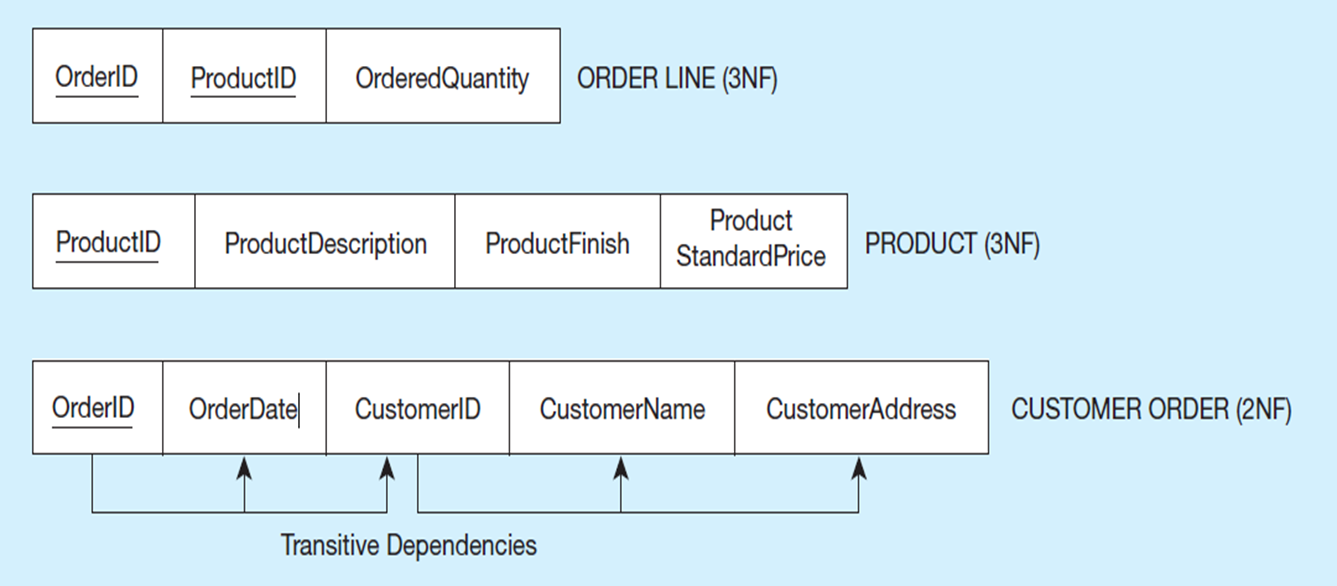 OrderID ProductID OrderedQuantity ORDER LINE (3NF)
ProductID ProductDescription ProductFinish Product StandardPrice PRODUCT (3NF)
OrderID OrderDate CustomerID CustomerName CustomerAddress CUSTOMER ORDER (2NF)
Transitive Dependencies